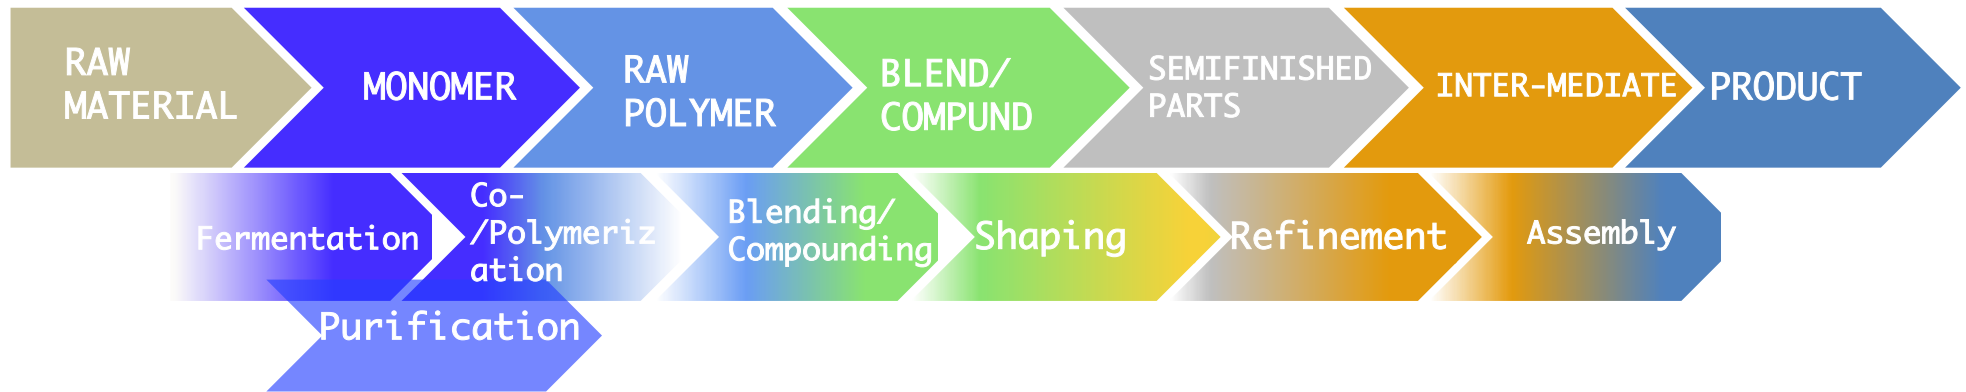 RAW
MATERIAL
MONOMER
RAW
POLYMER
BLEND/
COMPUND
SEMIFINISHED
PARTS
INTER-MEDIATE
PRODUCT
Fermentation
Co-
/Polymeriz
ation
Blending/
Compounding
Shaping
Refinement
Assembly
Purification